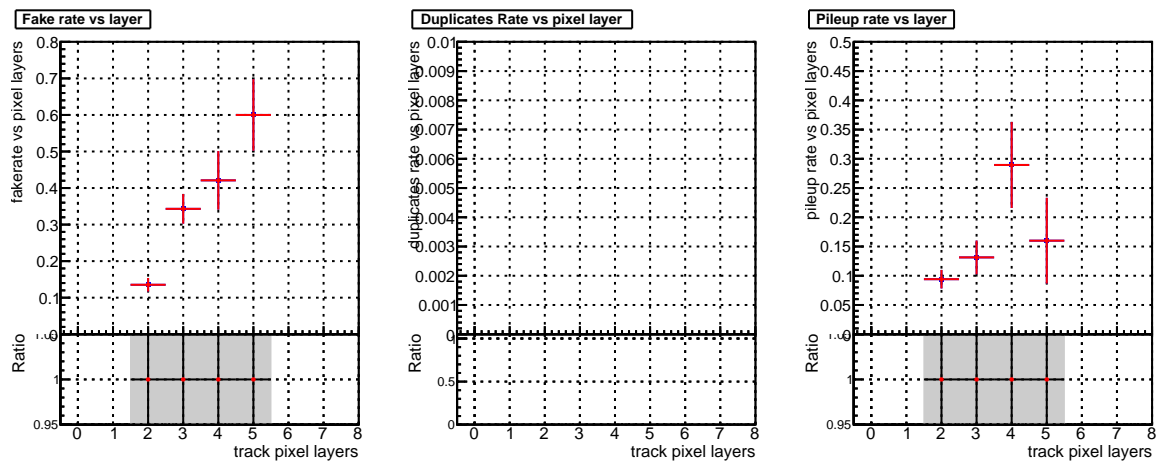 Fake rate vs layer
fakerate vs pixel layers
0.8
0.7
0.6
0.5
0.4
0.3
0.2
0.1
0
Ratio
1
0.95
0 1 2 3 4 5 6 7 8
track pixel layers
Duplicates Rate vs pixel layer
duplicates rate vs pixel layers
0.01
0.009
0.008
0.007
0.006
0.005
0.004
0.003
0.002
0.001
0
Ratio
1
0.5
0
0 1 2 3 4 5 6 7 8
track pixel layers
Pileup rate vs layer
pileup rate vs pixel layers
0.5
0.45
0.4
0.35
0.3
0.25
0.2
0.15
0.1
0.05
0
Ratio
1
0.95
0 1 2 3 4 5 6 7 8
track pixel layers